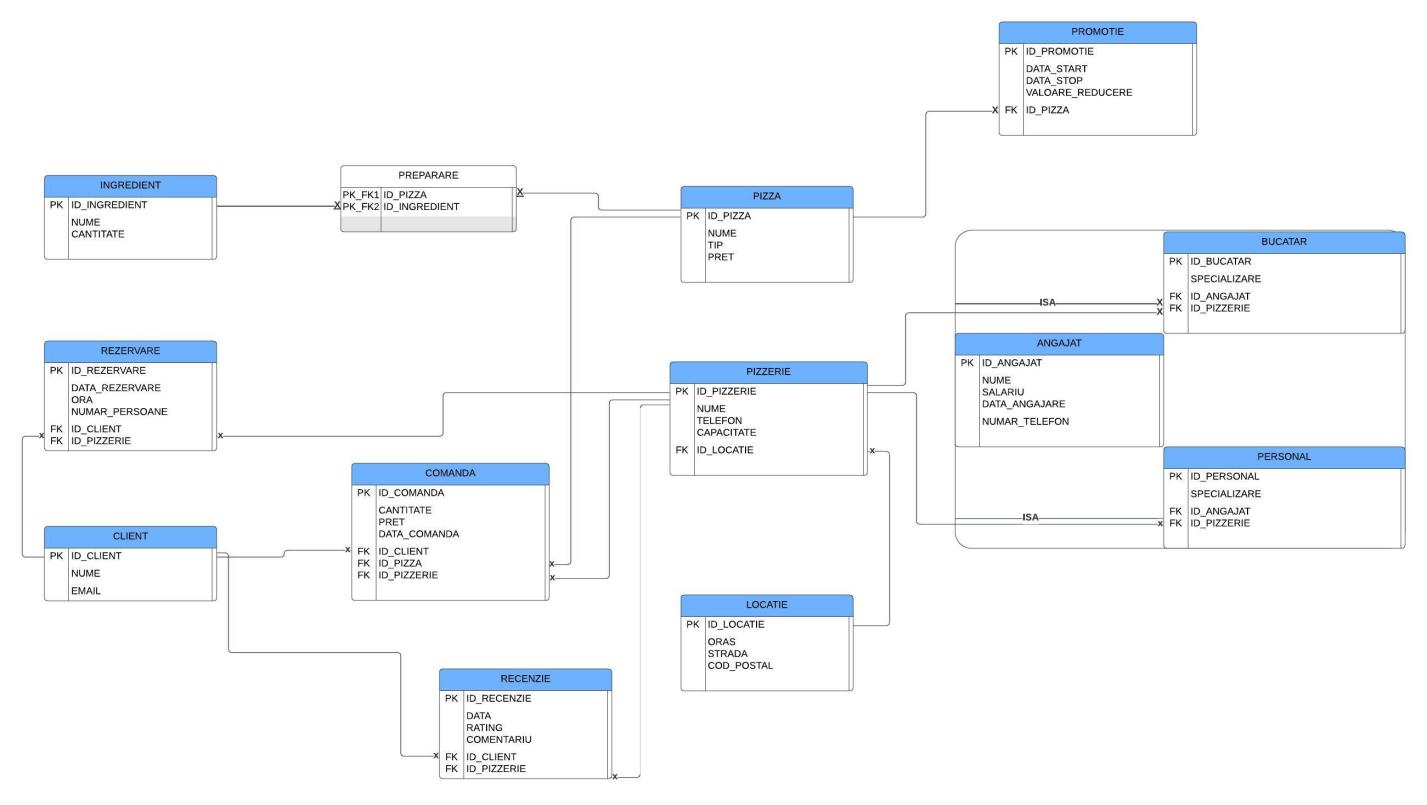 PROMOTIE
PK ID_PROMOTIE
DATA_START
DATA_STOP
VALOARE_REDUCERE
X FK ID_PIZZA
INGREDIENT
PK ID_INGREDIENT
NUME
CANTITATE
PREPARARE
PK_FK1 ID_PIZZA X
X PK_FK2 ID_INGREDIENT
PIZZA
PK ID_PIZZA
NUME
TIP
PRET
BUCATAR
PK ID_BUCATAR
SPECIALIZARE
ISA X FK ID_ANGAJAT
X FK ID_PIZZERIE
ANGAJAT
PK ID_ANGAJAT
NUME
SALARIU
DATA_ANGAJARE
NUMAR_TELEFON
PERSONAL
PK ID_PERSONAL
SPECIALIZARE
FK ID_ANGAJAT
ISA
x FK ID_PIZZERIE
REZERVARE
PK ID_REZERVARE
DATA_REZERVARE
ORA
NUMAR_PERSOANE
FK ID_CLIENT
x FK ID_PIZZERIE x
PIZZERIE
PK ID_PIZZERIE
NUME
TELEFON
CAPACITATE
FK ID_LOCATIE x
COMANDA
PK ID_COMANDA
CANTITATE
PRET
DATA_COMANDA
x FK ID_CLIENT
FK ID_PIZZA x
FK ID_PIZZERIE x
CLIENT
PK ID_CLIENT
NUME
EMAIL
LOCATIE
PK ID_LOCATIE
ORAS
STRADA
COD_POSTAL
RECENZIE
PK ID_RECENZIE
DATA
RATING
COMENTARIU
x FK ID_CLIENT
FK ID_PIZZERIE x